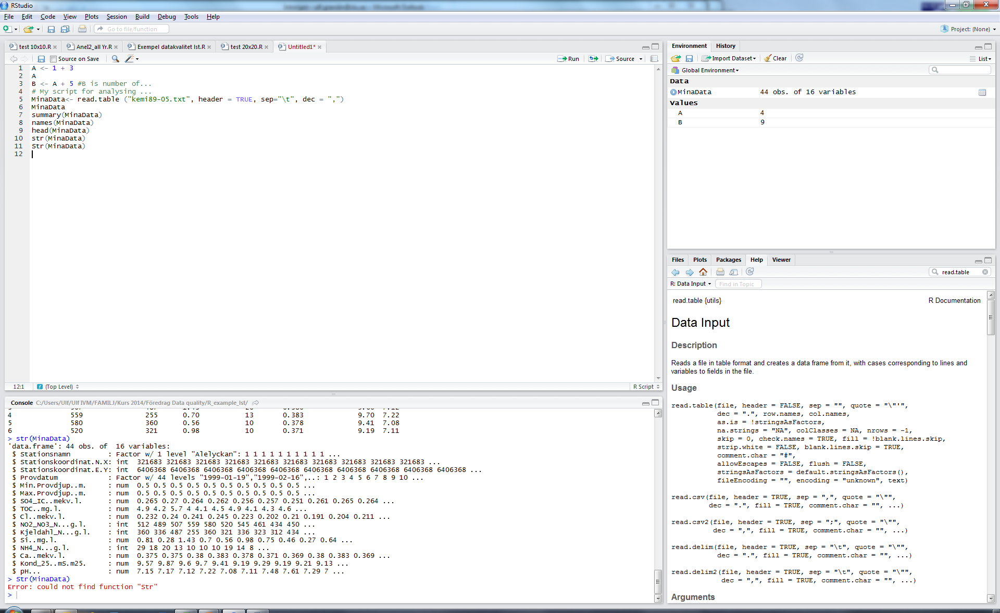 RStudio
File Edit Code View Plots Session Build Debug Tools Help
Go to file/function
Project: (None)
test 10x10.R
AneI2_all Yr.R
Exempel datakvalitet lst.R
test 20x20.R
Untitled1*
Source on Save
Run
Source
1 A <- 1 + 3
2 A
3 B <- A + 5 #B is number of...
4 # My script for analysing ...
5 MinaData<- read.table ("kemi89-05.txt", header = TRUE, sep="\t", dec = ",")
6 MinaData
7 summary(MinaData)
8 names(MinaData)
9 head(MinaData)
10 str(MinaData)
11 Str(MinaData)
12
12:1 (Top Level) R Script
Console C:/Users/Ulf/Ulf IVM/FAMILJ/Kurs 2014/Föredrag Data quality/R_example_lst/
4 559 255 0.70 13 0.383 9.70 7.22
5 580 360 0.56 10 0.378 9.41 7.08
6 520 321 0.98 10 0.371 9.19 7.11
> str(MinaData)
'data.frame': 44 obs. of  16 variables:
$ Stationsnamn : Factor w/ 1 level "Alelyckan": 1 1 1 1 1 1 1 1 1 1 ...
$ Stationskoordinat.N.X: int  321683 321683 321683 321683 321683 321683 321683 321683 321683 321683 ...
$ Stationskoordinat.E.Y: int  6406368 6406368 6406368 6406368 6406368 6406368 6406368 6406368 6406368 6406368 ...
$ Provdatum : Factor w/ 44 levels "1999-01-19","1999-02-16",..: 1 2 3 4 5 6 7 8 9 10 ...
$ Min.Provdjup..m. : num  0.5 0.5 0.5 0.5 0.5 0.5 0.5 0.5 0.5 0.5 ...
$ Max.Provdjup..m. : num  0.5 0.5 0.5 0.5 0.5 0.5 0.5 0.5 0.5 0.5 ...
$ SO4_IC..mekv.l. : num  0.265 0.27 0.264 0.262 0.256 0.257 0.251 0.261 0.265 0.264 ...
$ TOC..mg.l. : num  4.9 4.2 5.7 4 4.1 4.5 4.9 4.1 4.3 4.6 ...
$ Cl..mekv.l. : num  0.232 0.24 0.241 0.245 0.223 0.202 0.21 0.191 0.204 0.211 ...
$ NO2_NO3_N...g.l. : int  512 489 507 559 580 520 545 461 434 450 ...
$ Kjeldahl_N...g.l. : int  360 336 487 255 360 321 336 323 312 434 ...
$ Si..mg.l. : num  0.81 0.28 1.43 0.7 0.56 0.98 0.75 0.46 0.27 0.64 ...
$ NH4_N...g.l. : int  29 18 20 13 10 10 10 19 14 8 ...
$ Ca..mekv.l. : num  0.375 0.375 0.38 0.383 0.378 0.371 0.369 0.38 0.383 0.369 ...
$ Kond_25..mS.m25. : num  9.57 9.87 9.6 9.7 9.41 9.19 9.29 9.19 9.21 9.13 ...
$ pH... : num  7.15 7.17 7.12 7.22 7.08 7.11 7.48 7.61 7.29 7 ...
> Str(MinaData)
Error: could not find function "Str"
>
Environment History
Import Dataset Clear List
Global Environment
Data
MinaData 44 obs. of 16 variables
Values
A 4
B 9
Files Plots Packages Help Viewer
read.table
R: Data Input Find in Topic
read.table {utils} R Documentation
Data Input
Description
Reads a file in table format and creates a data frame from it, with cases corresponding to lines and
variables to fields in the file.
Usage
read.table(file, header = FALSE, sep = "", quote = "\"'",
dec = ".", row.names, col.names,
as.is = !stringsAsFactors,
na.strings = "NA", colClasses = NA, nrows = -1,
skip = 0, check.names = TRUE, fill = !blank.lines.skip,
strip.white = FALSE, blank.lines.skip = TRUE,
comment.char = "#",
allowEscapes = FALSE, flush = FALSE,
stringsAsFactors = default.stringsAsFactors(),
fileEncoding = "", encoding = "unknown", text)
read.csv(file, header = TRUE, sep = ",", quote = "\"",
dec = ".", fill = TRUE, comment.char = "", ...)
read.csv2(file, header = TRUE, sep = ";", quote = "\"",
dec = ",", fill = TRUE, comment.char = "", ...)
read.delim(file, header = TRUE, sep = "\t", quote = "\"",
dec = ".", fill = TRUE, comment.char = "", ...)
read.delim2(file, header = TRUE, sep = "\t", quote = "\"",
dec = ",", fill = TRUE, comment.char = "", ...)
Arguments